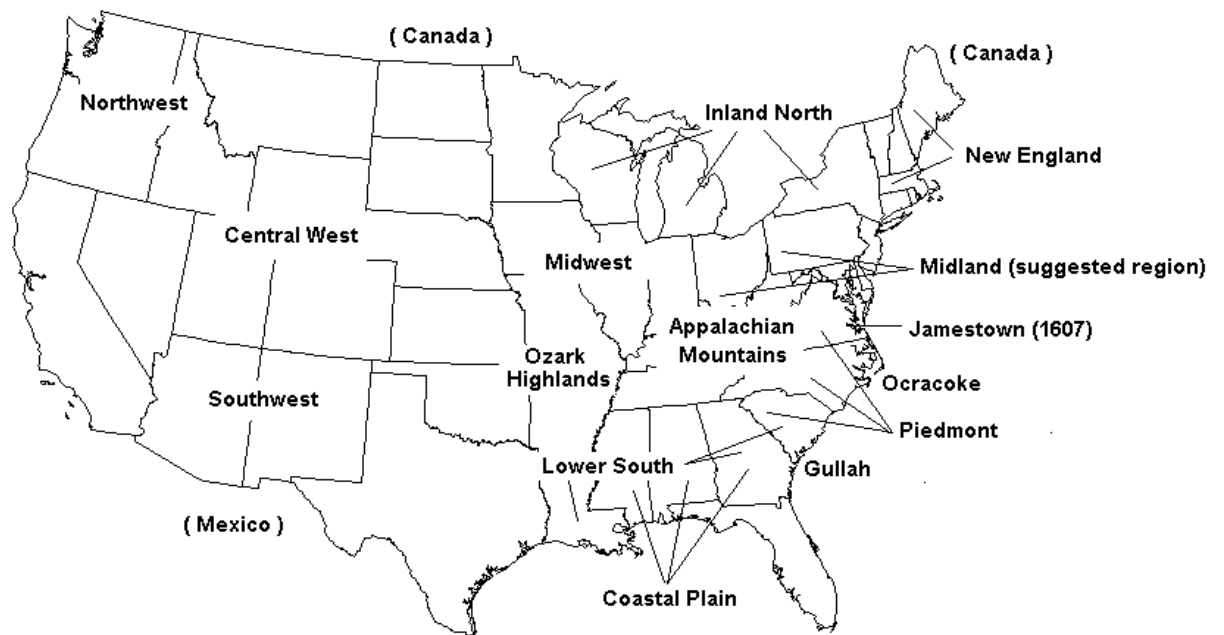 ( Canada )
( Canada )
Northwest
Inland North
New England
Central West
Midwest
Midland (suggested region)
Appalachian
Mountains
Jamestown (1607)
Ozark
Highlands
Ocracoke
Southwest
Piedmont
Lower South
Gullah
( Mexico )
Coastal Plain